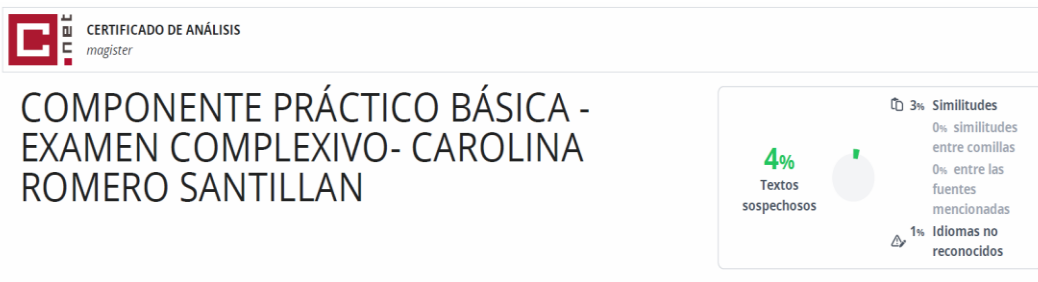 C
.net
CERTIFICADO DE ANÁLISIS
magister
COMPONENTE PRÁCTICO BÁSICA -
EXAMEN COMPLEXIVO- CAROLINA
ROMERO SANTILLAN
4%
Textos
sospechosos
3% Similitudes
0% similitudes
entre comillas
0% entre las
fuentes
mencionadas
1% Idiomas no
reconocidos